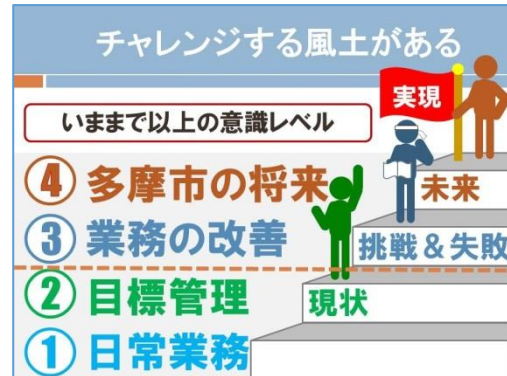 チャレンジする風土がある
実現
いままで以上の意識レベル
④ 多摩市の将来
未来
③ 業務の改善
挑戦＆失敗
② 目標管理
現状
① 日常業務